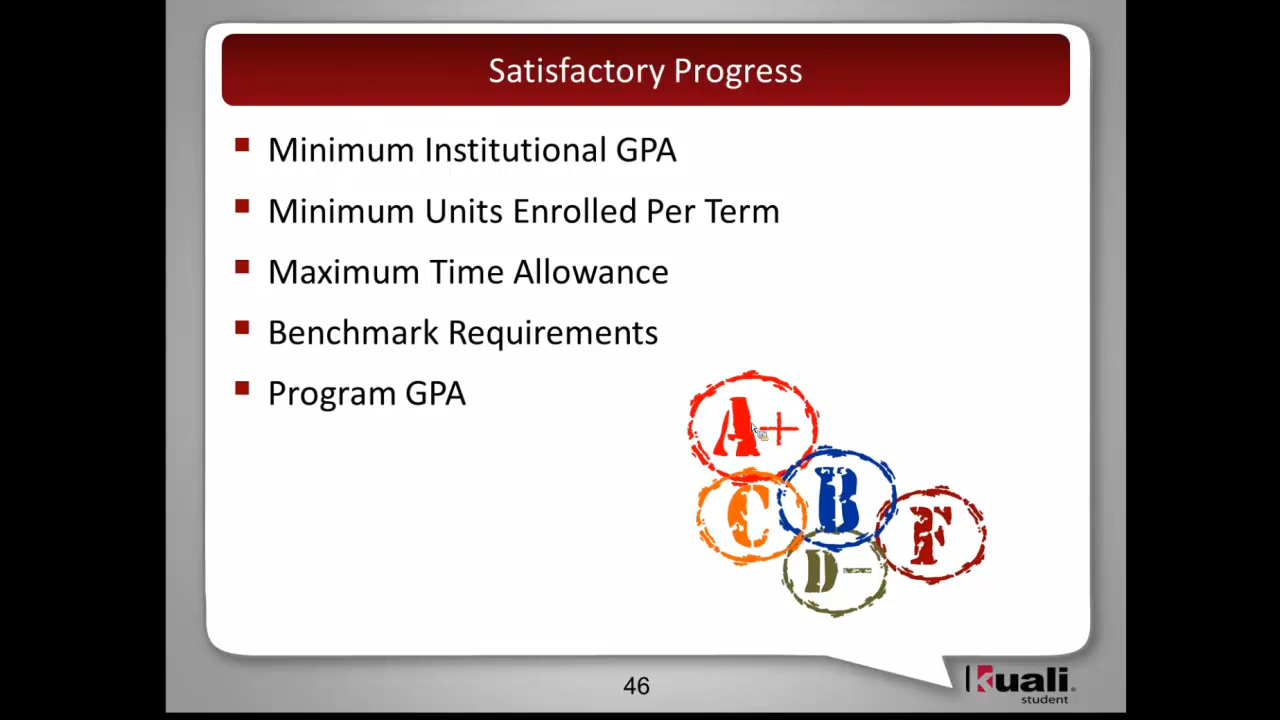 Satisfactory Progress
Minimum Institutional GPA
Minimum Units Enrolled Per Term
Maximum Time Allowance
Benchmark Requirements
Program GPA
A+
C
B
F
D-
46
kuali
student